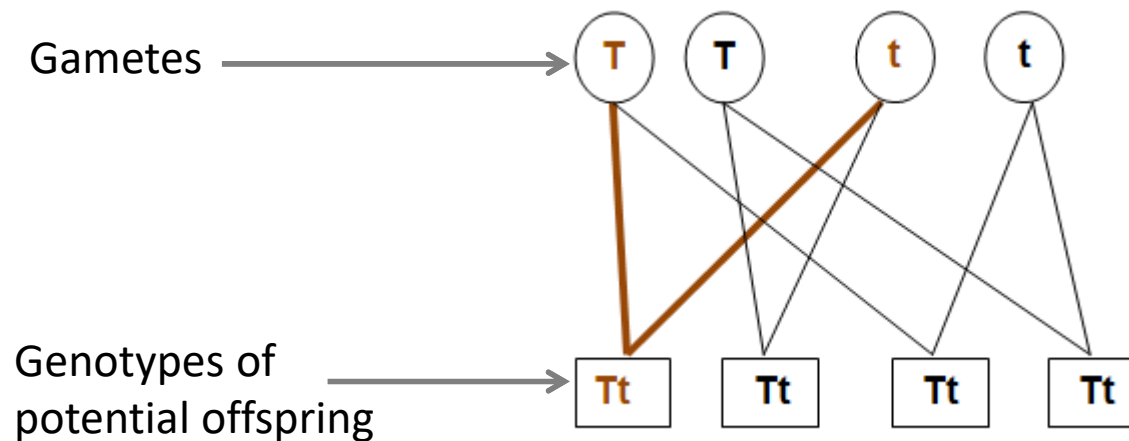 Gametes
T T t t
Genotypes of
potential offspring
Tt Tt Tt Tt